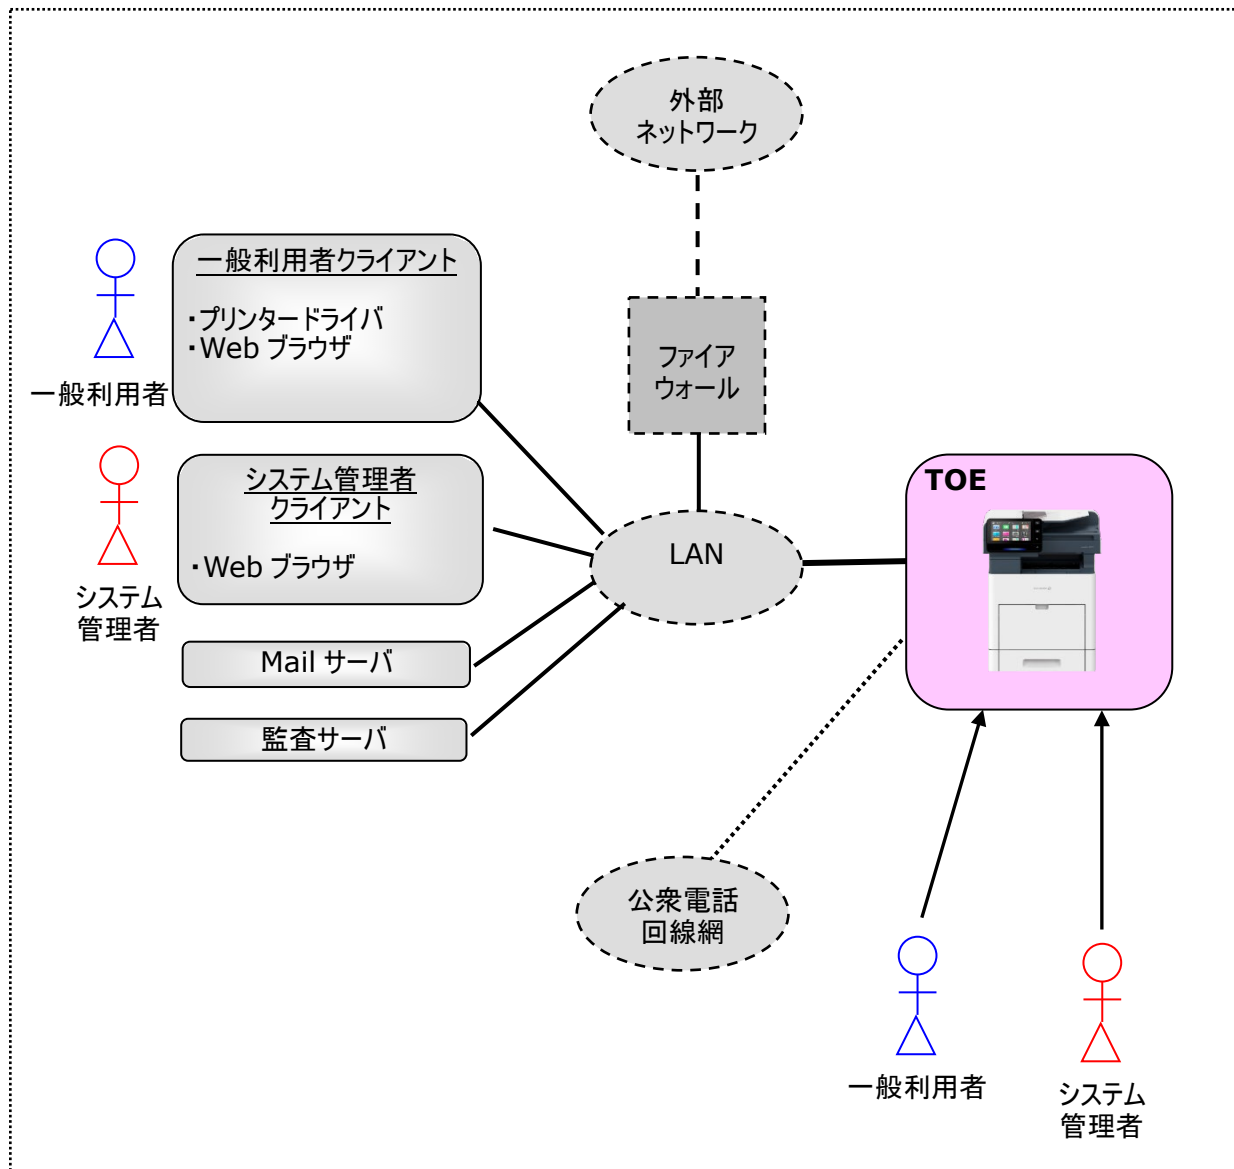 外部
ネットワーク
一般利用者クライアント
・プリンタードライバ
・Web ブラウザ
一般利用者
ファイア
ウォール
システム管理者
クライアント
・Web ブラウザ
システム
管理者
LAN
TOE
Mail サーバ
監査サーバ
公衆電話
回線網
一般利用者
システム
管理者